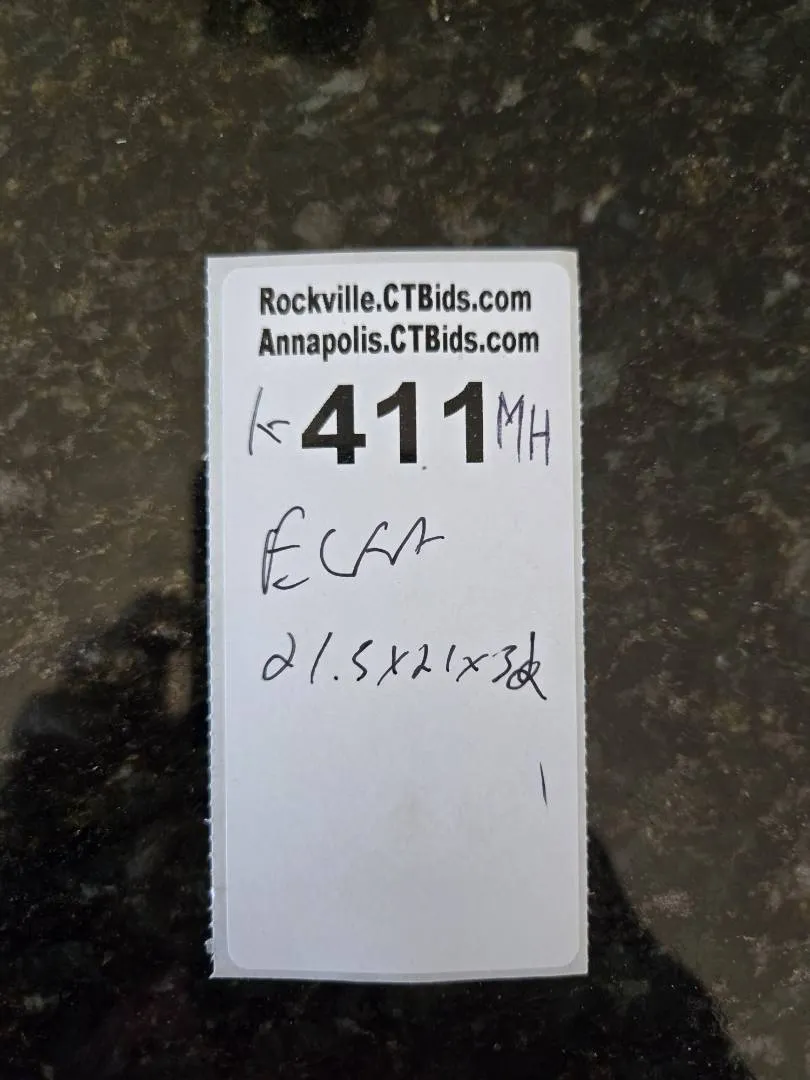 Rockville.CTBids.com
Annapolis.CTBids.com
411 MH
21.5x21x32
1